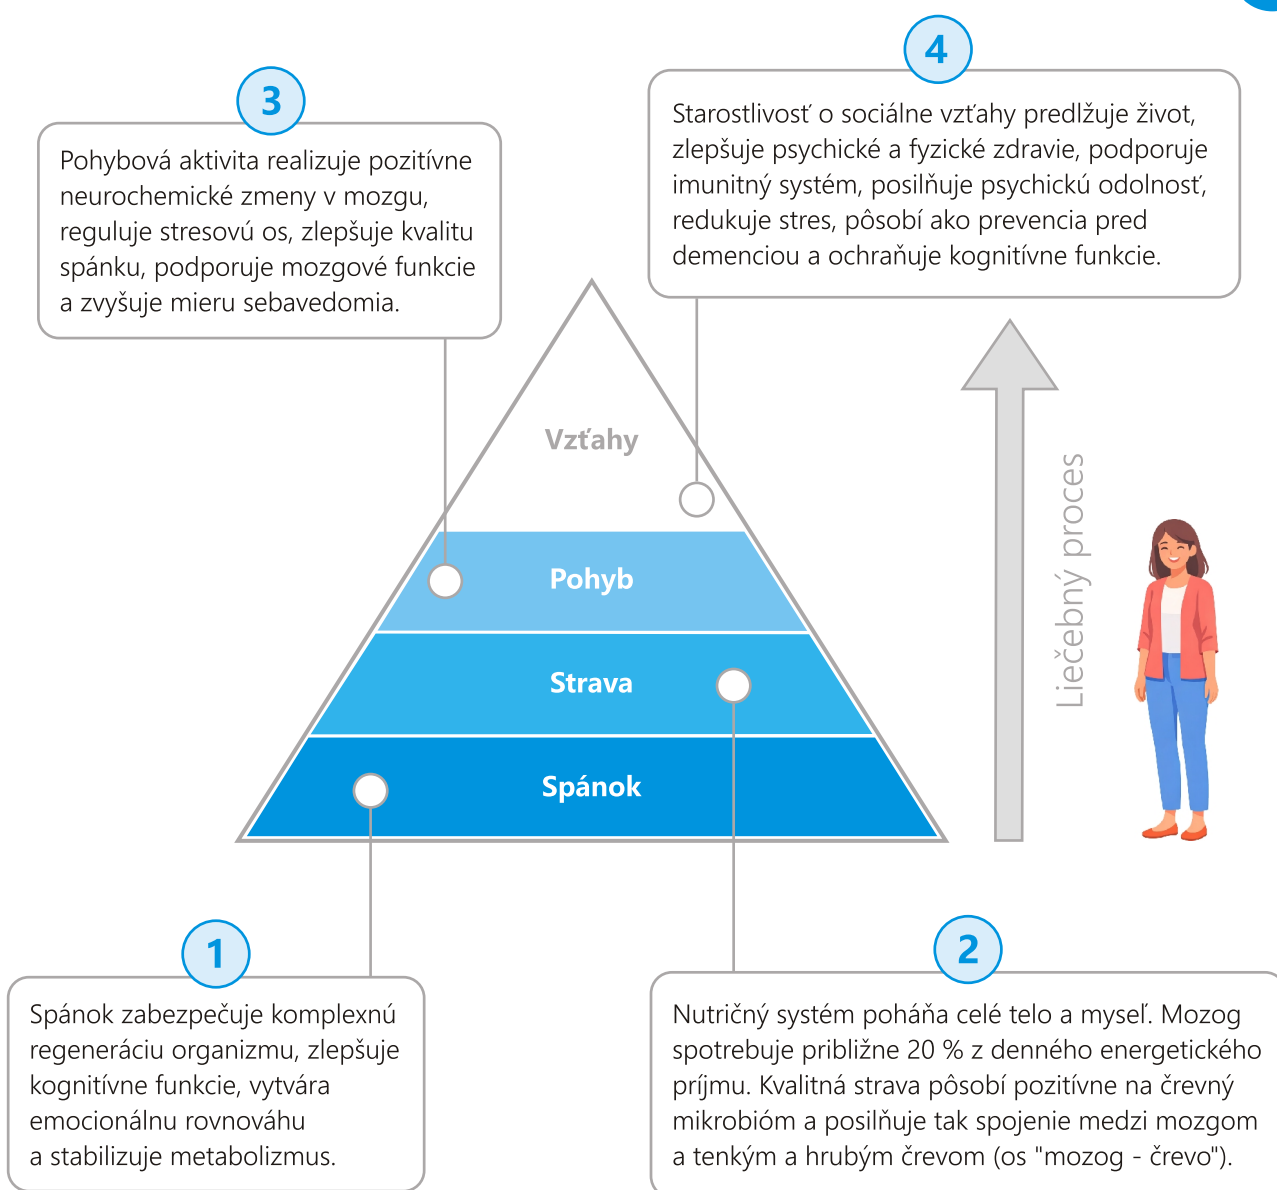 4
Starostlivosť o sociálne vzťahy predlžuje život,
zlepšuje psychické a fyzické zdravie, podporuje
imunitný systém, posilňuje psychickú odolnosť,
redukuje stres, pôsobí ako prevencia pred
demenciou a ochraňuje kognitívne funkcie.
3
Pohybová aktivita realizuje pozitívne
neurochemické zmeny v mozgu,
reguluje stresovú os, zlepšuje kvalitu
spánku, podporuje mozgové funkcie
a zvyšuje mieru sebavedomia.
Vzťahy
Pohyb
Strava
Spánok
Liečebný proces
1
Spánok zabezpečuje komplexnú
regeneráciu organizmu, zlepšuje
kognitívne funkcie, vytvára
emocionálnu rovnováhu
a stabilizuje metabolizmus.
2
Nutričný systém poháňa celé telo a myseľ. Mozog
spotrebuje približne 20 % z denného energetického
príjmu. Kvalitná strava pôsobí pozitívne na črevný
mikrobióm a posilňuje tak spojenie medzi mozgom
a tenkým a hrubým črevom (os "mozog - črevo").